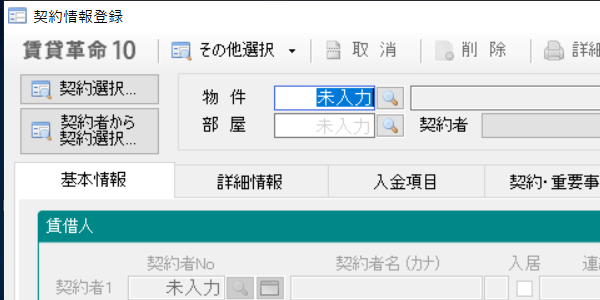 契約情報登録
賃貸革命10 その他選択 取消 削除 詳細
契約選択... 物件 未入力
契約者から
契約選択... 部屋 未入力 契約者
基本情報 詳細情報 入金項目 契約・重要事
賃借人
契約者No 契約者名(カナ) 入居 連
契約者1 未入力